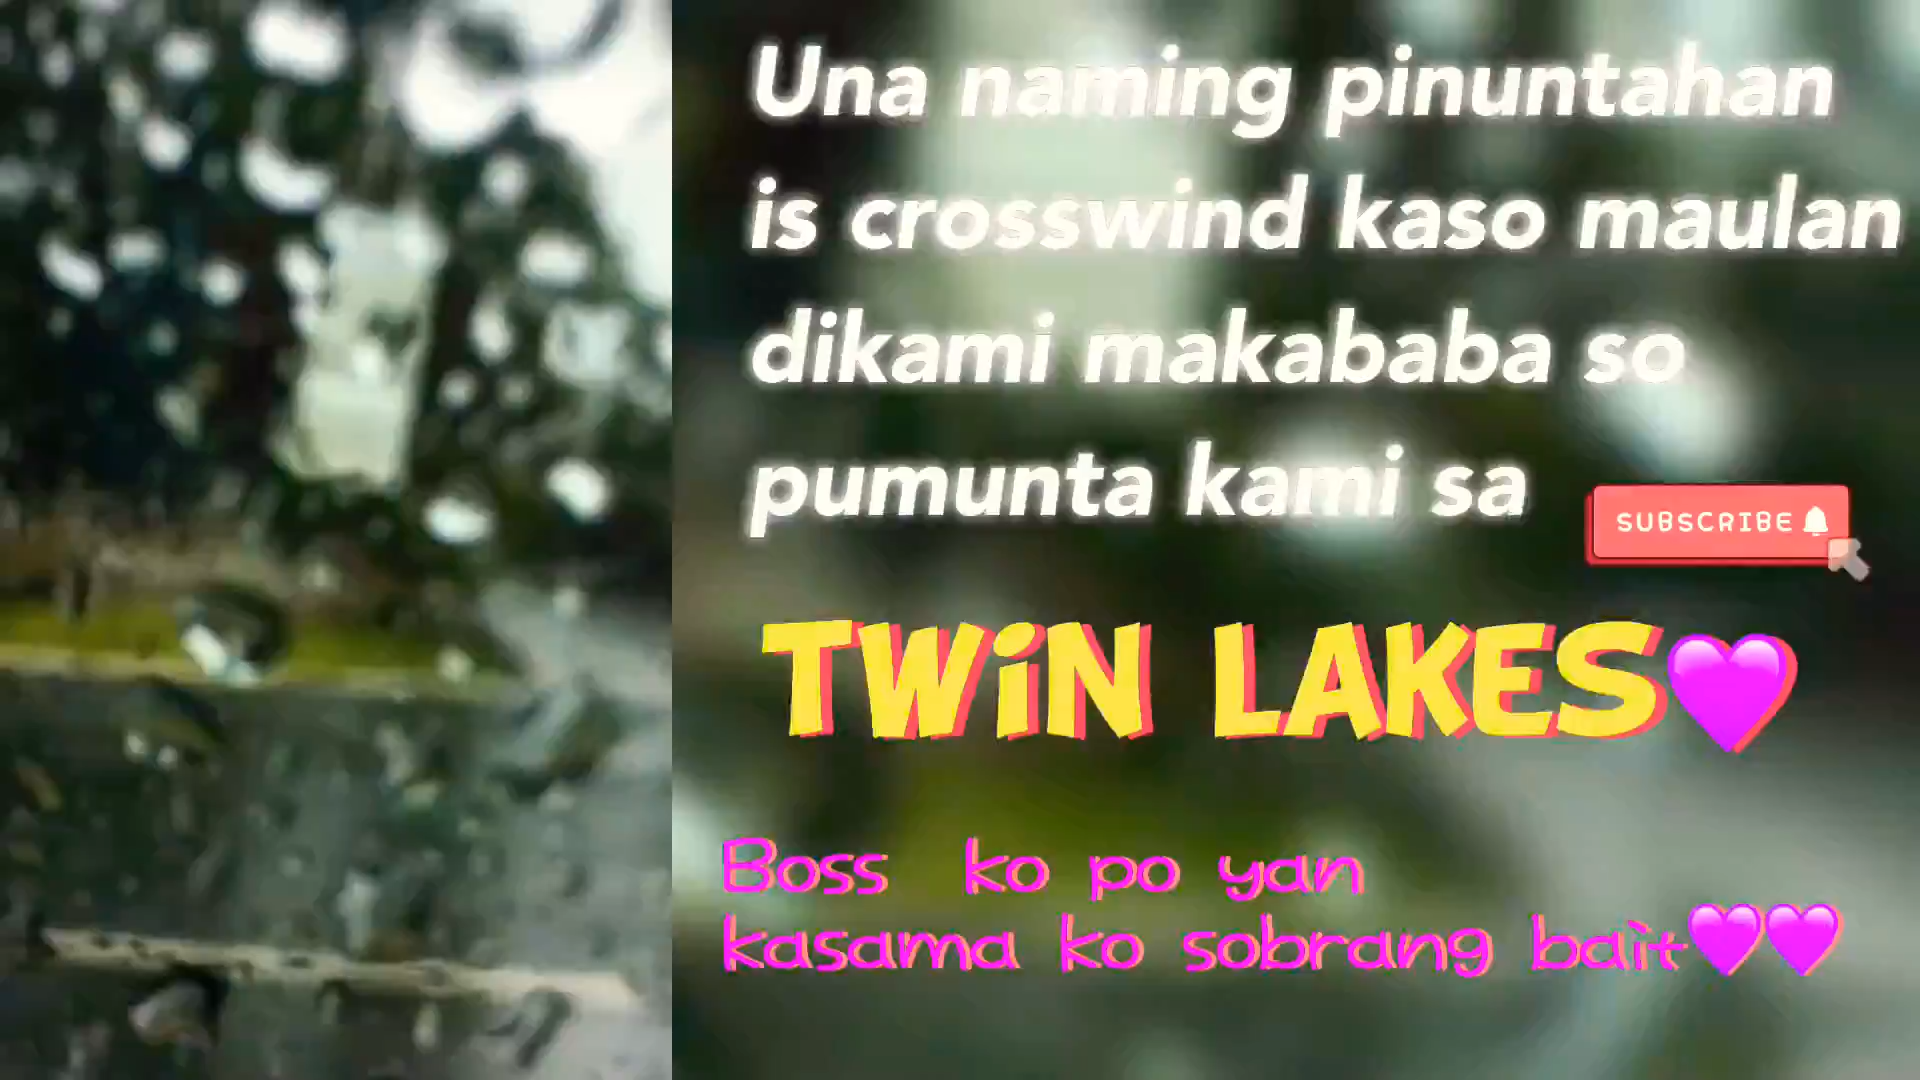 Una naming pinuntahan
is crosswind kaso maulan
dikami makababa so
pumunta kami sa
SUBSCRIBE
TWiN LAKES💜
Boss ko po yan
kasama ko sobrang bait💜💜